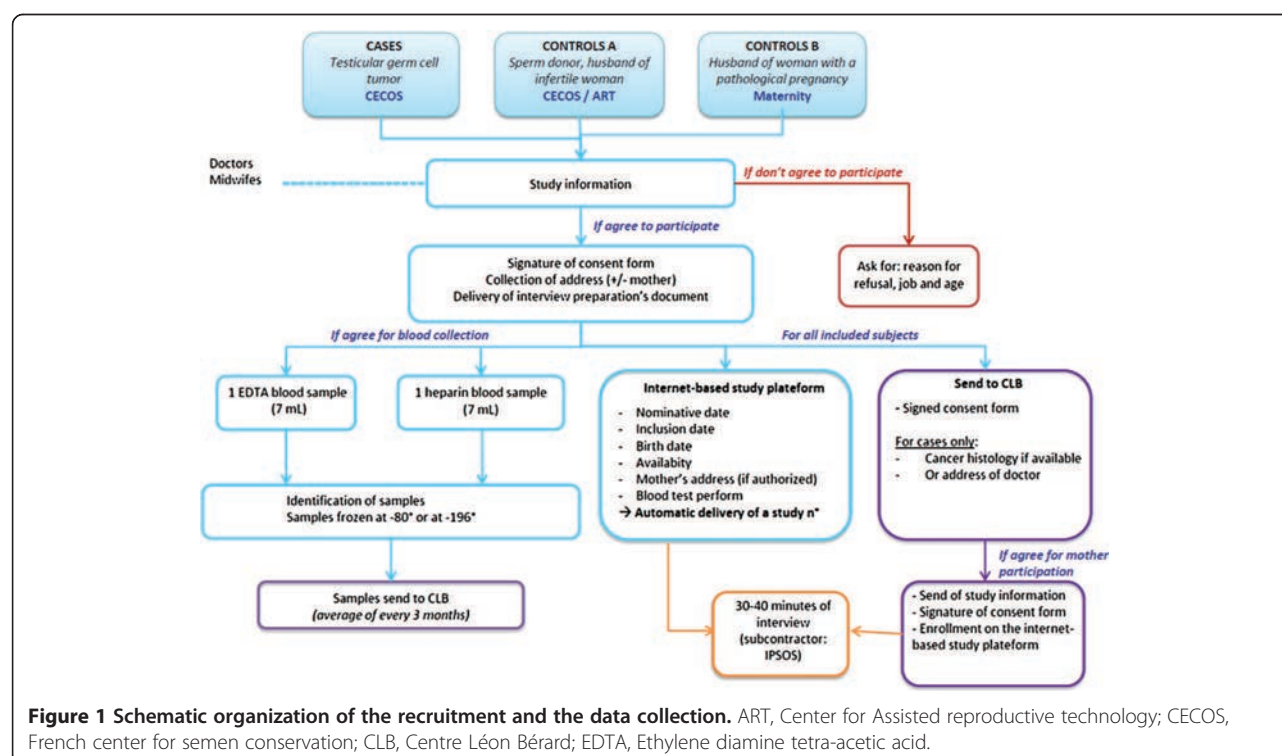 CASES
Testicular germ cell
tumor
CECOS
CONTROLS A
Sperm donor, husband of
infertile woman
CECOS / ART
CONTROLS B
Husband of woman with a
pathological pregnancy
Maternity
Doctors
Midwifes
Study information
If don't agree to participate
If agree to participate
Signature of consent form
Collection of address (+/- mother)
Delivery of interview preparation's document
Ask for: reason for
refusal, job and age
If agree for blood collection
For all included subjects
1 EDTA blood sample
(7 mL)
1 heparin blood sample
(7 mL)
Internet-based study plateform
- Nominative date
- Inclusion date
- Birth date
- Availabity
- Mother's address (if authorized)
- Blood test perform
→ Automatic delivery of a study n°
Send to CLB
- Signed consent form
For cases only:
- Cancer histology if available
- Or address of doctor
Identification of samples
Samples frozen at -80° or at -196°
If agree for mother
participation
Samples send to CLB
(average of every 3 months)
30-40 minutes of
interview
(subcontractor:
IPSOS)
- Send of study information
- Signature of consent form
- Enrollment on the internet-
based study plateform
Figure 1 Schematic organization of the recruitment and the data collection. ART, Center for Assisted reproductive technology; CECOS,
French center for semen conservation; CLB, Centre Léon Bérard; EDTA, Ethylene diamine tetra-acetic acid.